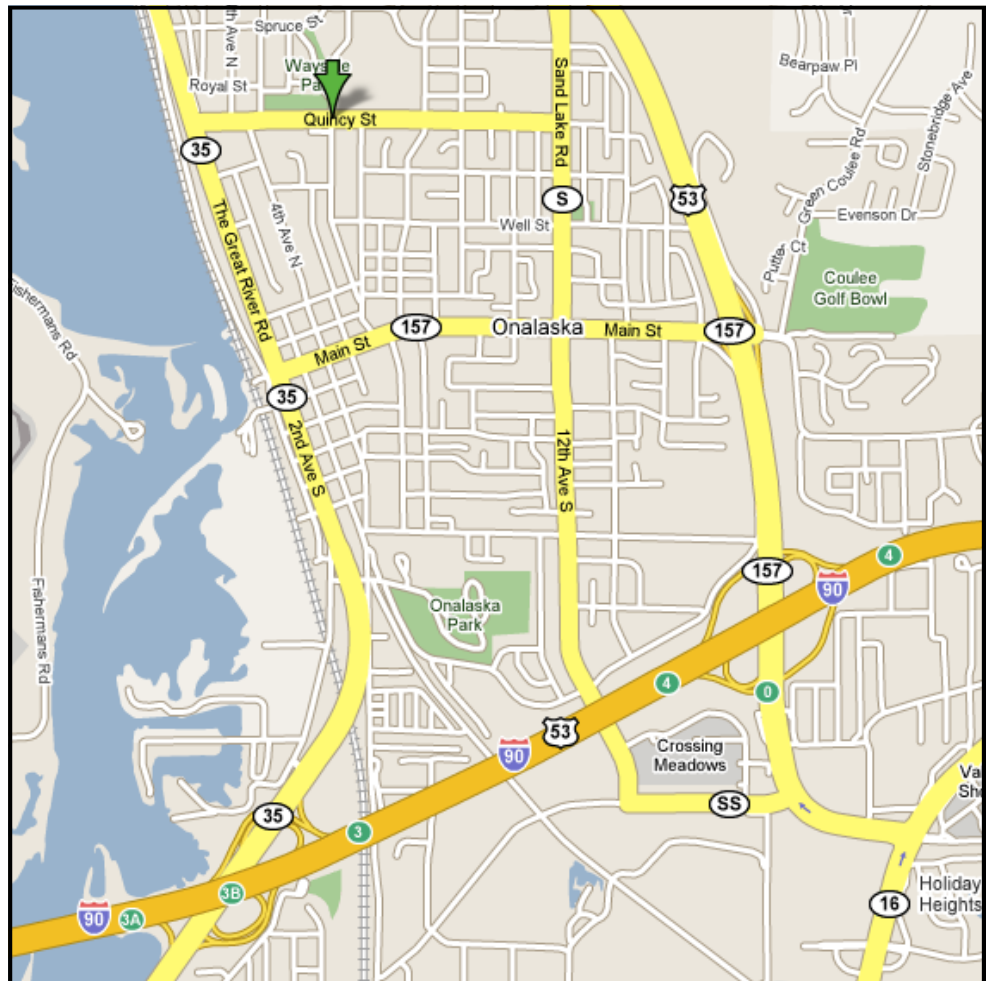 Spruce St
4th Ave N
Royal St
Quincy St
35
The Great River Rd
4th Ave N
Sand Lake Rd
S
Well St
53
Bearpaw Pl
Stonebridge Ave
Green Coulee Rd
Evenson Dr
Putter Ct
Coulee
Golf Bowl
Fishermans Rd
Main St
157
Onalaska
Main St
157
35
2nd Ave S
12th Ave S
Fishermans Rd
Onalaska
Park
157
4
90
4
0
53
90
Crossing
Meadows
SS
35
3
3B
3A
90
16
Holiday
Heights